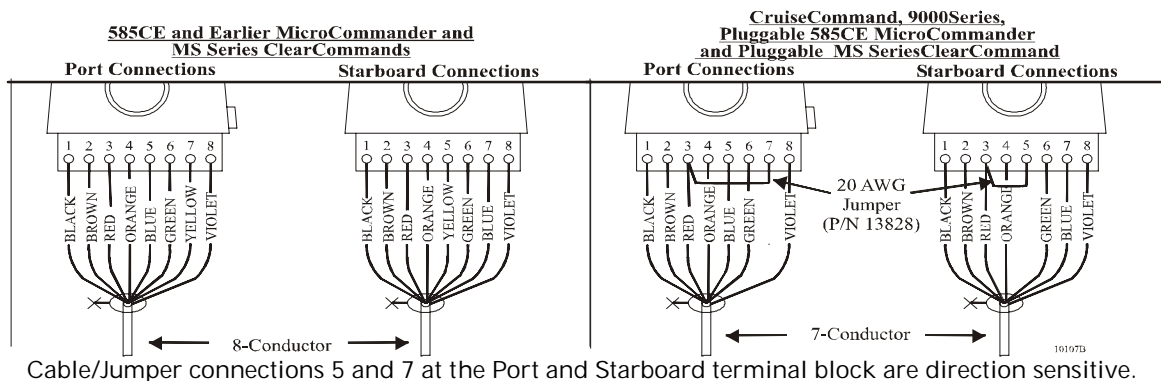 585CE and Earlier MicroCommander and
MS Series ClearCommands
Port Connections
Starboard Connections
1 2 3 4 5 6 7 8
BLACK BROWN RED ORANGE BLUE GREEN YELLOW VIOLET
1 2 3 4 5 6 7 8
BLACK BROWN RED ORANGE YELLOW GREEN BLUE VIOLET
8-Conductor
CruiseCommand, 9000Series,
Pluggable 585CE MicroCommander
and Pluggable MS SeriesClearCommand
Port Connections
Starboard Connections
1 2 3 4 5 6 7 8
BLACK BROWN RED ORANGE BLUE GREEN VIOLET
20 AWG
Jumper
(P/N 13828)
1 2 3 4 5 6 7 8
BLACK BROWN RED ORANGE GREEN BLUE VIOLET
7-Conductor
10107B
Cable/Jumper connections 5 and 7 at the Port and Starboard terminal block are direction sensitive.